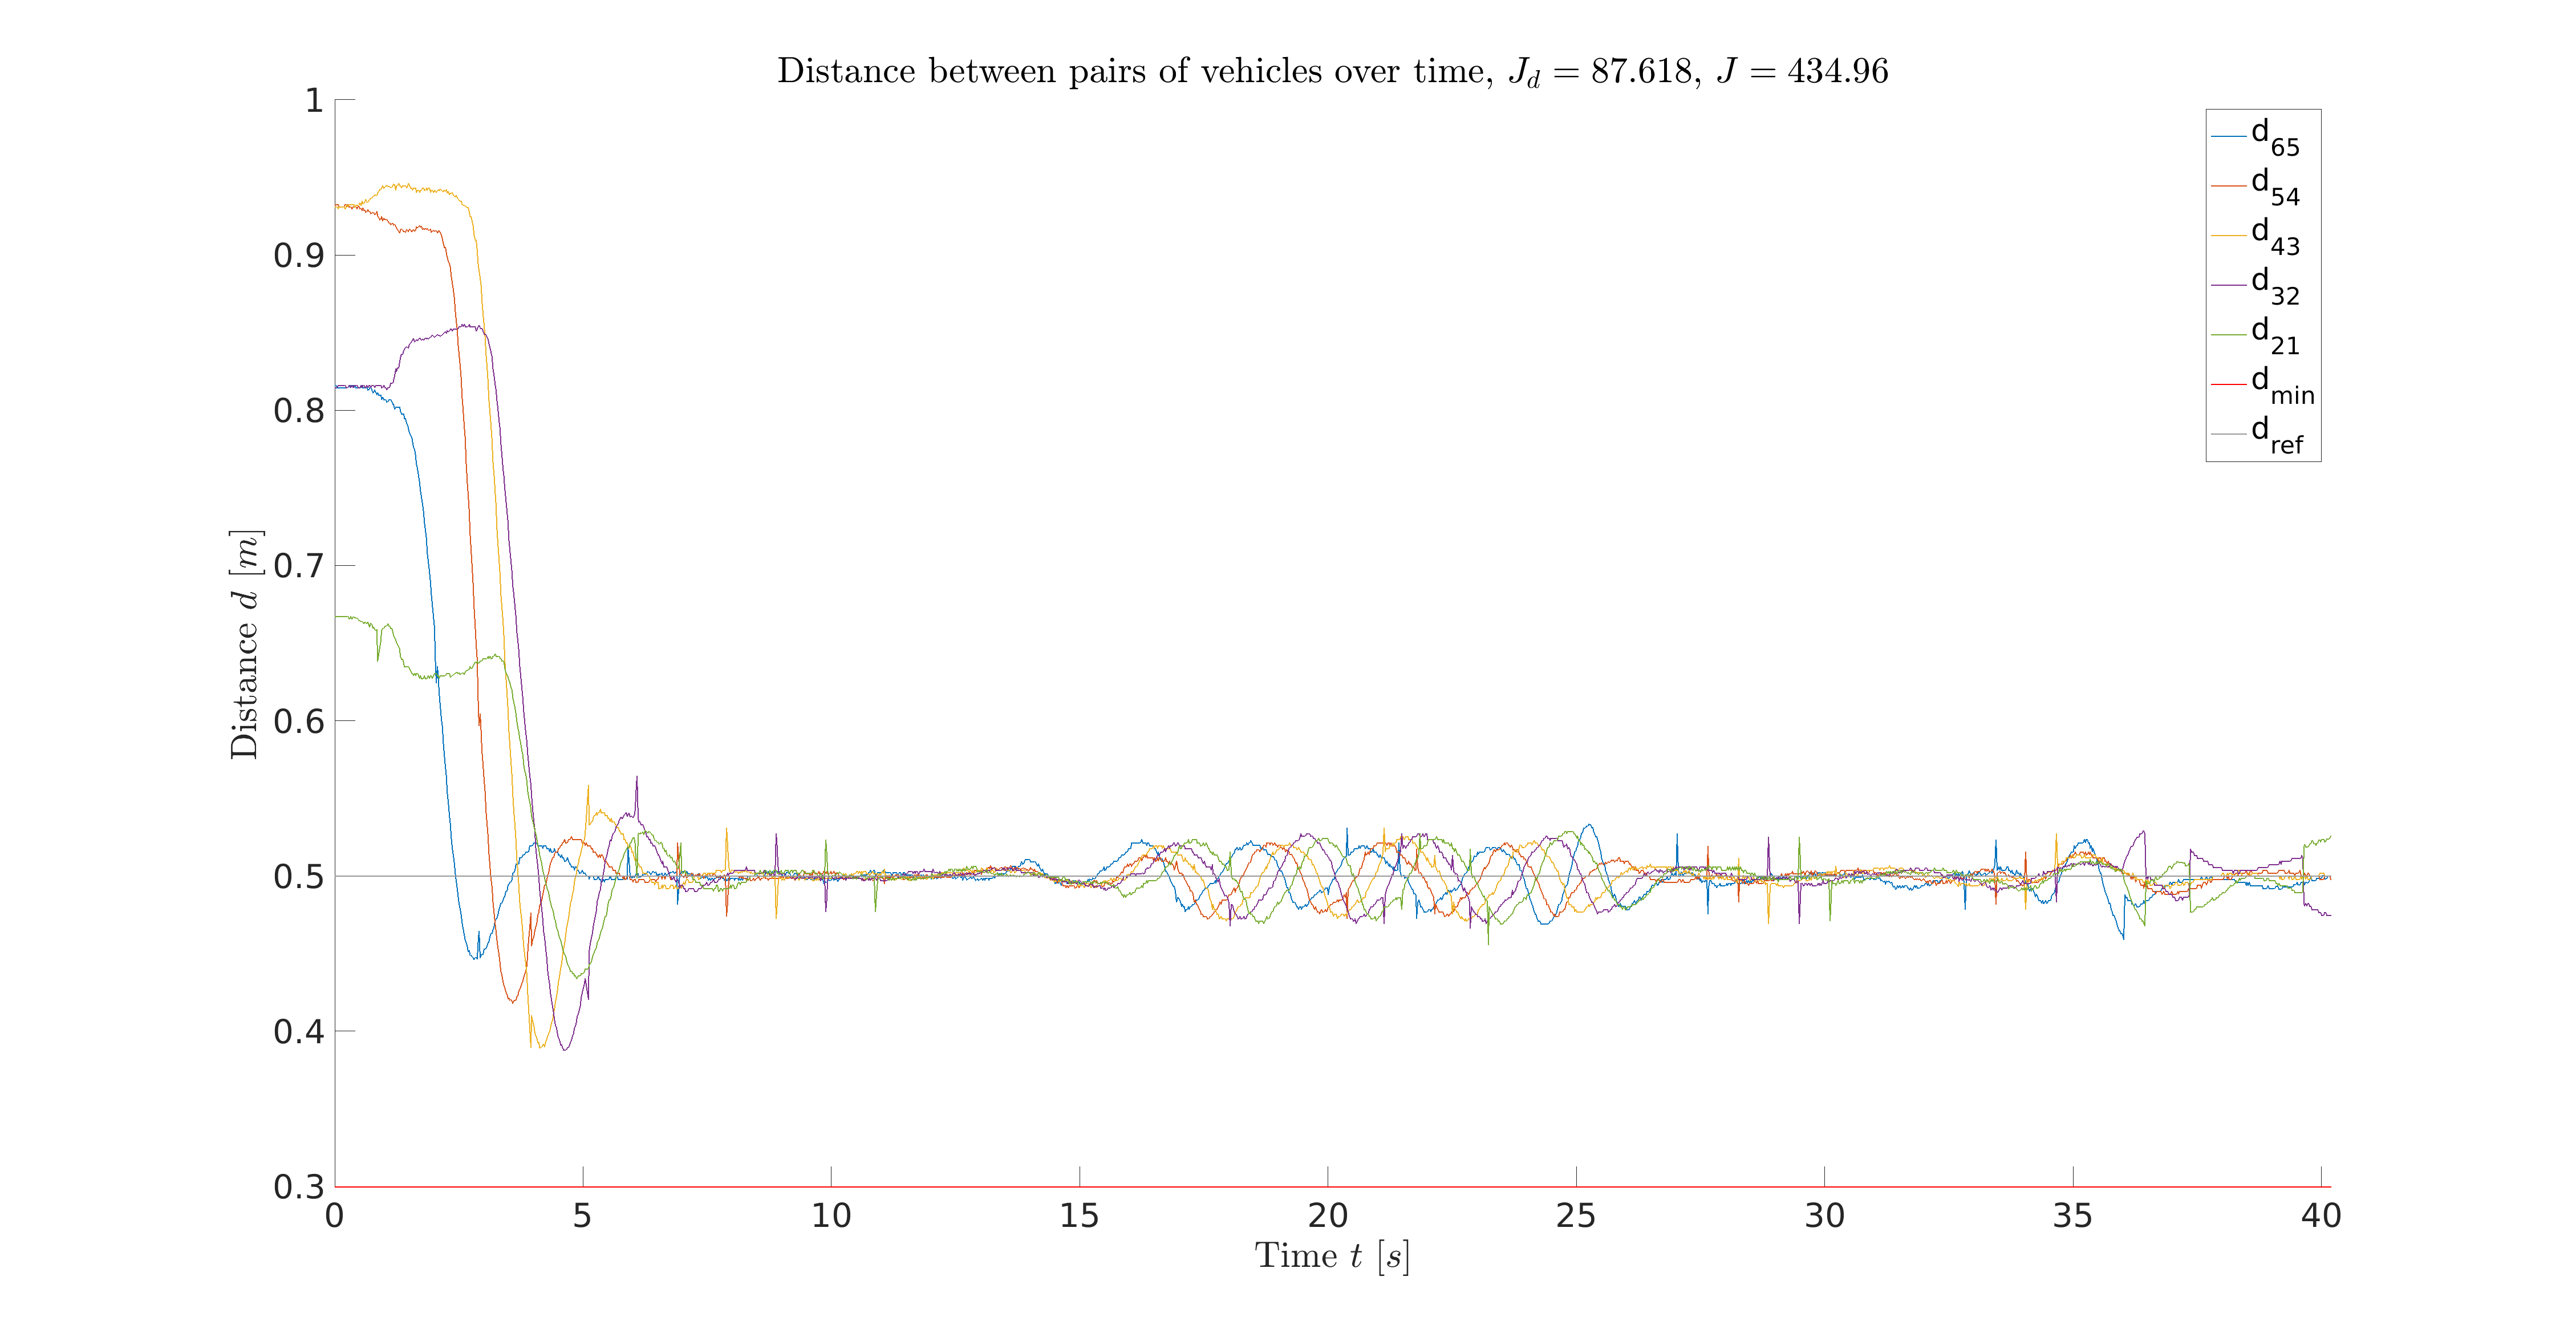 Distance between pairs of vehicles over time, J_d = 87.618, J = 434.96
1
0.9
0.8
0.7
0.6
0.5
0.4
0.3
Distance d [m]
0 5 10 15 20 25 30 35 40
Time t [s]
d_65
d_54
d_43
d_32
d_21
d_min
d_ref